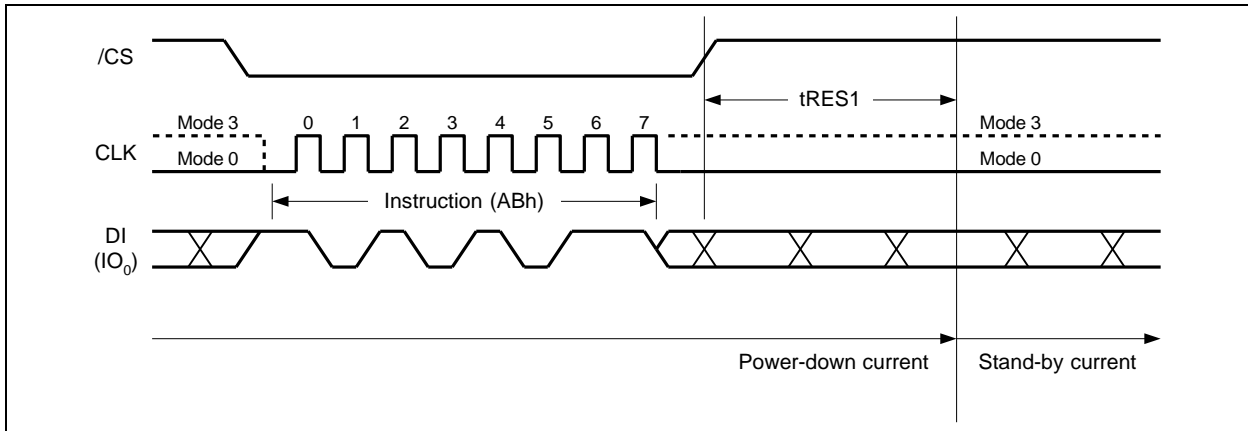 /CS
tRES1
Mode 3 0 1 2 3 4 5 6 7 Mode 3
CLK
Mode 0 Mode 0
Instruction (ABh)
DI
(IO0)
Power-down current Stand-by current